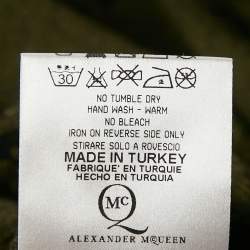 30
NO TUMBLE DRY
HAND WASH - WARM
NO BLEACH
IRON ON REVERSE SIDE ONLY
STIRARE SOLO A ROVESCIO
MADE IN TURKEY
FABRIQUE' EN TURQUIE
HECHO EN TURQUIA
MC
Q
ALEXANDER McQUEEN